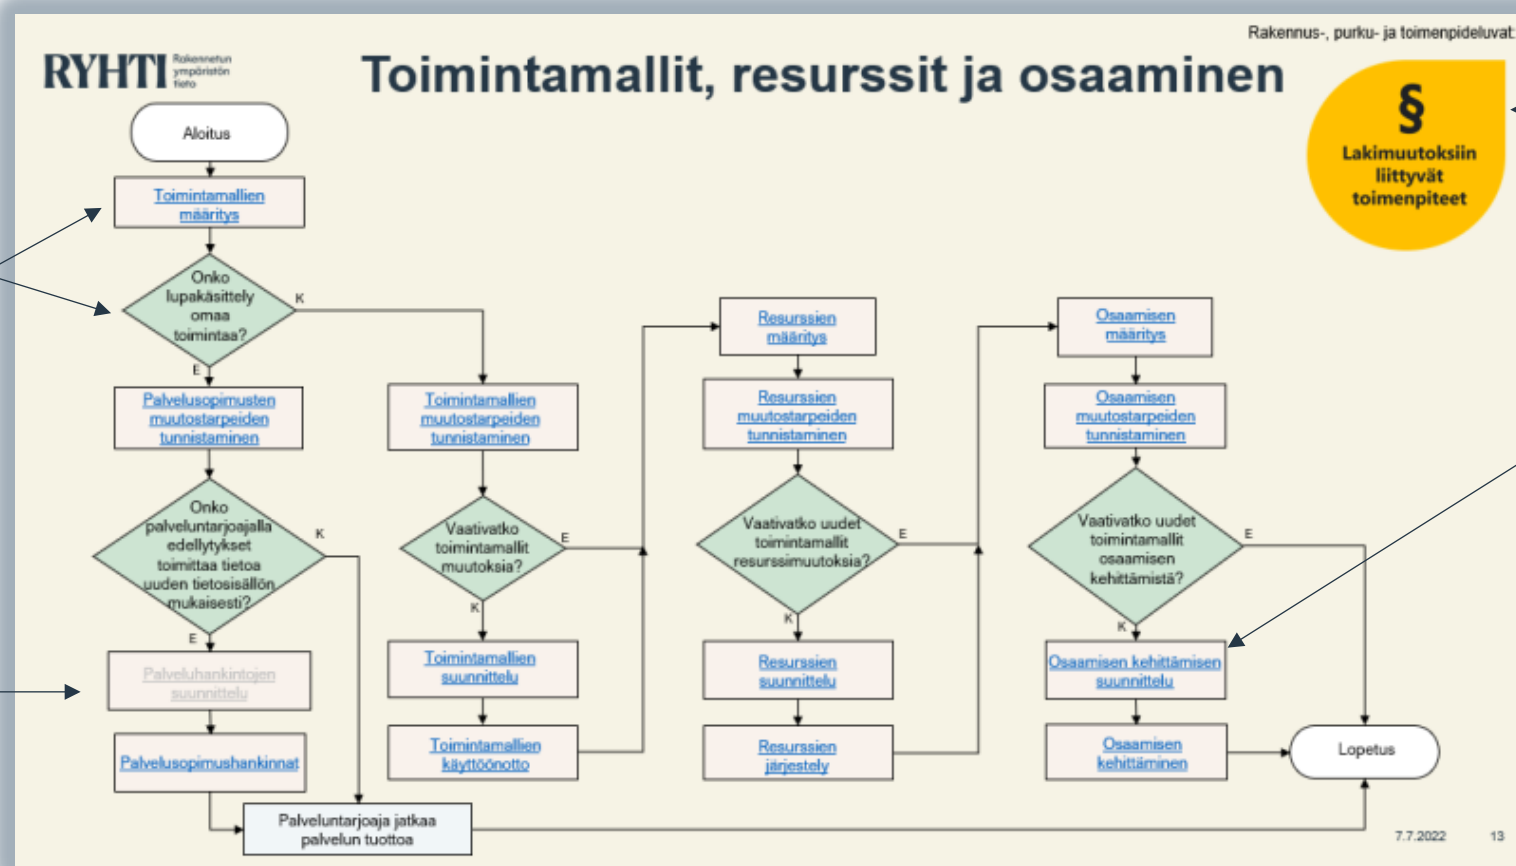 Rakennus-, purku- ja toimenpideluvat
RYHTI
Rakennetun
ympäristön
tieto
Toimintamallit, resurssit ja osaaminen
§
Lakimuutoksiin
liittyvät
toimenpiteet
Aloitus
Toimintamallien
määritys
Onko
lupakäsittely
omaa
toimintaa?
K
E
Palvelusopimusten
muutostarpeiden
tunnistaminen
Onko
palveluntarjoajalla
edellytykset
toimittaa tietoa
uuden tietosisällön
mukaisesti?
K
E
Palveluhankintojen
suunnittelu
Palvelusopimushankinnat
Palveluntarjoaja jatkaa
palvelun tuottoa
Toimintamallien
muutostarpeiden
tunnistaminen
Vaativatko
toimintamallit
muutoksia?
E
K
Toimintamallien
suunnittelu
Toimintamallien
käyttöönotto
Resurssien
määritys
Resurssien
muutostarpeiden
tunnistaminen
Vaativatko uudet
toimintamallit
resurssimuutoksia?
E
K
Resurssien
suunnittelu
Resurssien
järjestely
Osaamisen
määritys
Osaamisen
muutostarpeiden
tunnistaminen
Vaativatko uudet
toimintamallit
osaamisen
kehittämistä?
E
K
Osaamisen kehittämisen
suunnittelu
Osaamisen
kehittäminen
Lopetus
7.7.2022
13